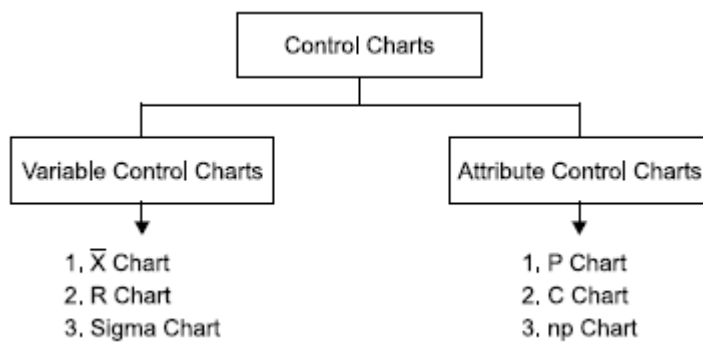 Control Charts
Variable Control Charts
Attribute Control Charts
1, X̅ Chart
2, R Chart
3. Sigma Chart
1, P Chart
2. C Chart
3. np Chart